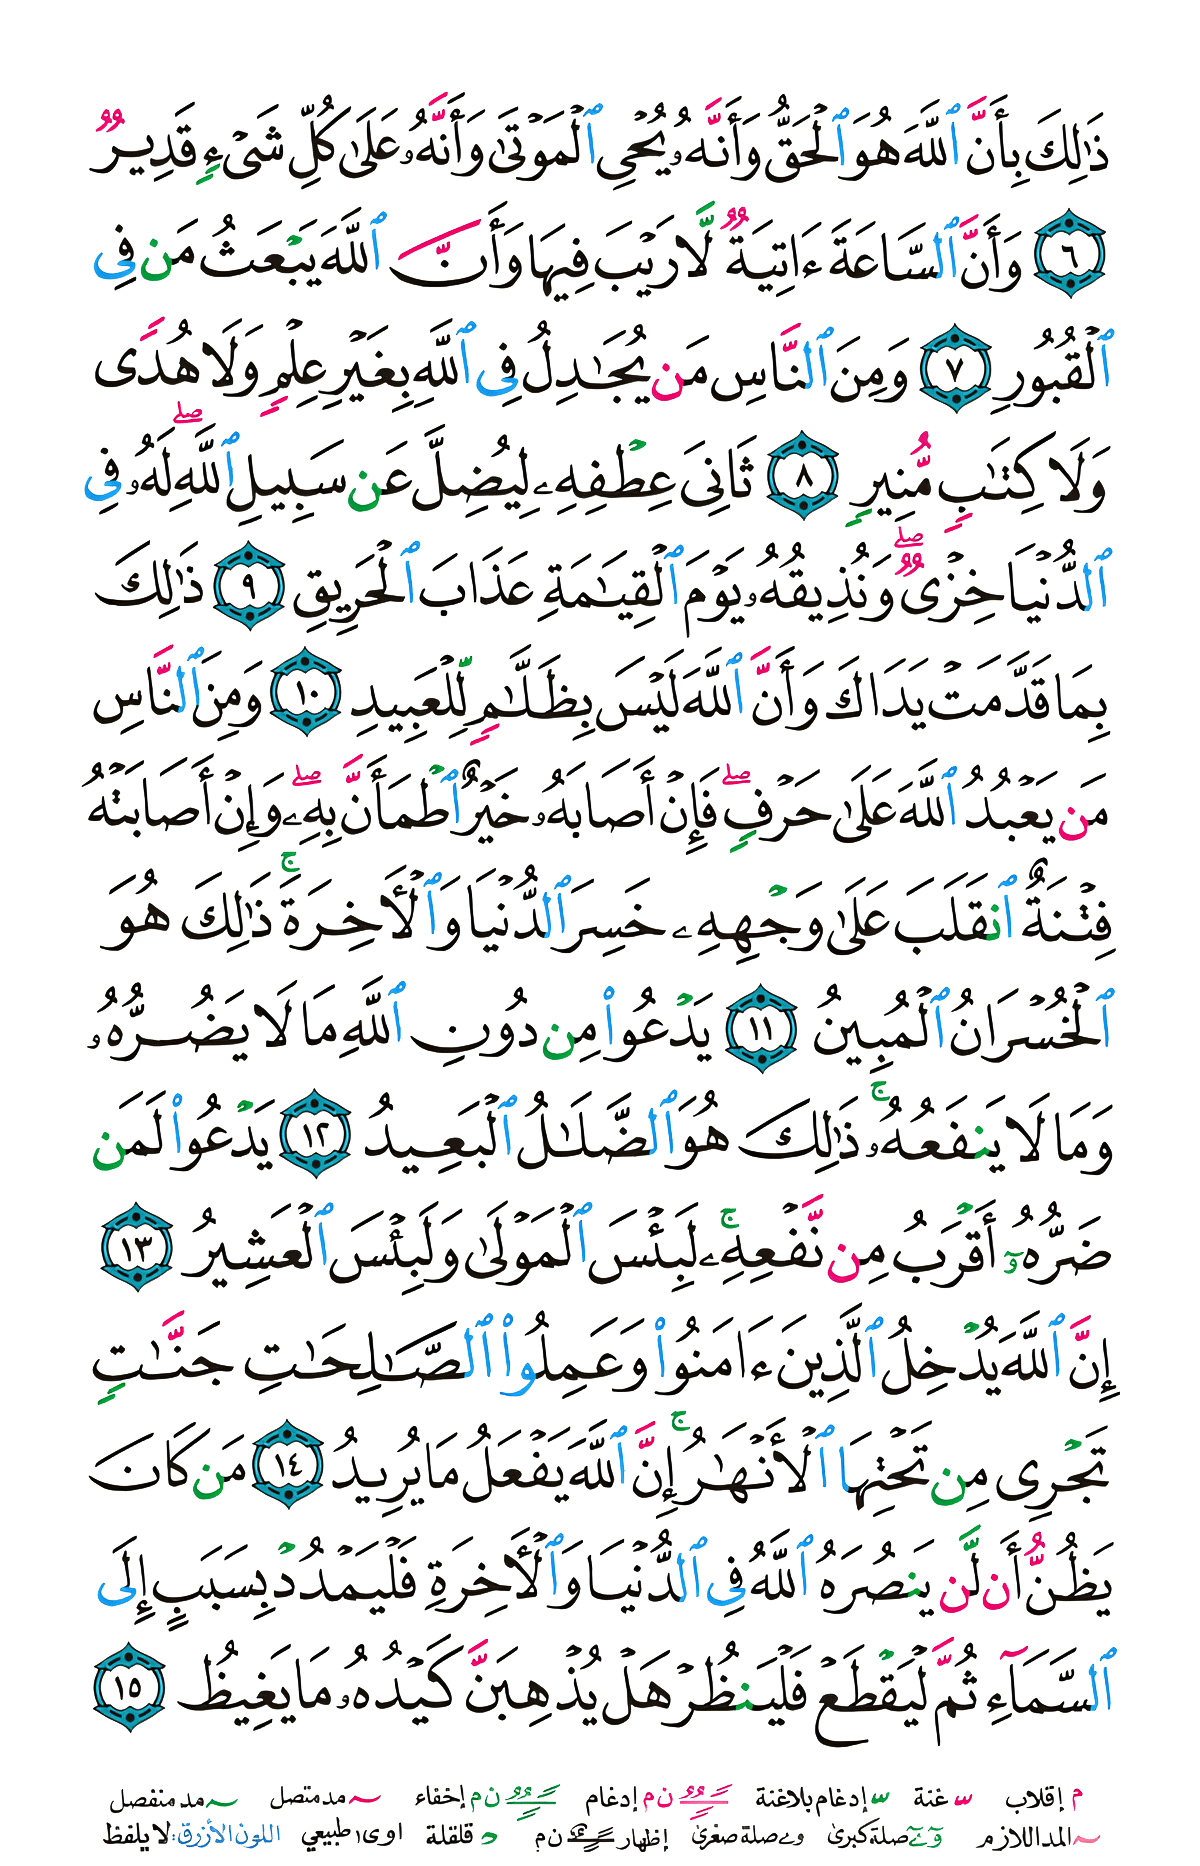 ذَٰلِكَ بِأَنَّ ٱللَّهَ هُوَ ٱلْحَقُّ وَأَنَّهُۥ يُحْىِ ٱلْمَوْتَىٰ وَأَنَّهُۥ عَلَىٰ كُلِّ شَىْءٍ قَدِيرٌ
٦ وَأَنَّ ٱلسَّاعَةَ ءَاتِيَةٌ لَّا رَيْبَ فِيهَا وَأَنَّ ٱللَّهَ يَبْعَثُ مَن فِى
ٱلْقُبُورِ ٧ وَمِنَ ٱلنَّاسِ مَن يُجَـٰدِلُ فِى ٱللَّهِ بِغَيْرِ عِلْمٍ وَلَا هُدًى
وَلَا كِتَـٰبٍ مُّنِيرٍ ٨ ثَانِىَ عِطْفِهِۦ لِيُضِلَّ عَن سَبِيلِ ٱللَّهِ ۖ لَهُۥ فِى
ٱلدُّنْيَا خِزْىٌ ۖ وَنُذِيقُهُۥ يَوْمَ ٱلْقِيَـٰمَةِ عَذَابَ ٱلْحَرِيقِ ٩ ذَٰلِكَ
بِمَا قَدَّمَتْ يَدَاكَ وَأَنَّ ٱللَّهَ لَيْسَ بِظَلَّـٰمٍ لِّلْعَبِيدِ ١٠ وَمِنَ ٱلنَّاسِ
مَن يَعْبُدُ ٱللَّهَ عَلَىٰ حَرْفٍ ۖ فَإِنْ أَصَابَهُۥ خَيْرٌ ٱطْمَأَنَّ بِهِۦ ۖ وَإِنْ أَصَابَتْهُ
فِتْنَةٌ ٱنقَلَبَ عَلَىٰ وَجْهِهِۦ خَسِرَ ٱلدُّنْيَا وَٱلْـَٔاخِرَةَ ۚ ذَٰلِكَ هُوَ
ٱلْخُسْرَانُ ٱلْمُبِينُ ١١ يَدْعُوا۟ مِن دُونِ ٱللَّهِ مَا لَا يَضُرُّهُۥ
وَمَا لَا يَنفَعُهُۥ ۚ ذَٰلِكَ هُوَ ٱلضَّلَـٰلُ ٱلْبَعِيدُ ١٢ يَدْعُوا۟ لَمَن
ضَرُّهُۥٓ أَقْرَبُ مِن نَّفْعِهِۦ ۚ لَبِئْسَ ٱلْمَوْلَىٰ وَلَبِئْسَ ٱلْعَشِيرُ ١٣
إِنَّ ٱللَّهَ يُدْخِلُ ٱلَّذِينَ ءَامَنُوا۟ وَعَمِلُوا۟ ٱلصَّـٰلِحَـٰتِ جَنَّـٰتٍ
تَجْرِى مِن تَحْتِهَا ٱلْأَنْهَـٰرُ ۚ إِنَّ ٱللَّهَ يَفْعَلُ مَا يُرِيدُ ١٤ مَن كَانَ
يَظُنُّ أَن لَّن يَنصُرَهُ ٱللَّهُ فِى ٱلدُّنْيَا وَٱلْـَٔاخِرَةِ فَلْيَمْدُدْ بِسَبَبٍ إِلَى
ٱلسَّمَآءِ ثُمَّ لْيَقْطَعْ فَلْيَنظُرْ هَلْ يُذْهِبَنَّ كَيْدُهُۥ مَا يَغِيظُ ١٥
م إقلاب غنة إدغام بلاغنة ن م إدغام ن م إخفاء مد متصل مد منفصل
المد اللازم صلة كبرى و ے صلة صغرى إظهار ن م قلقلة ا و ى طبيعي اللون الأزرق: لا يلفظ